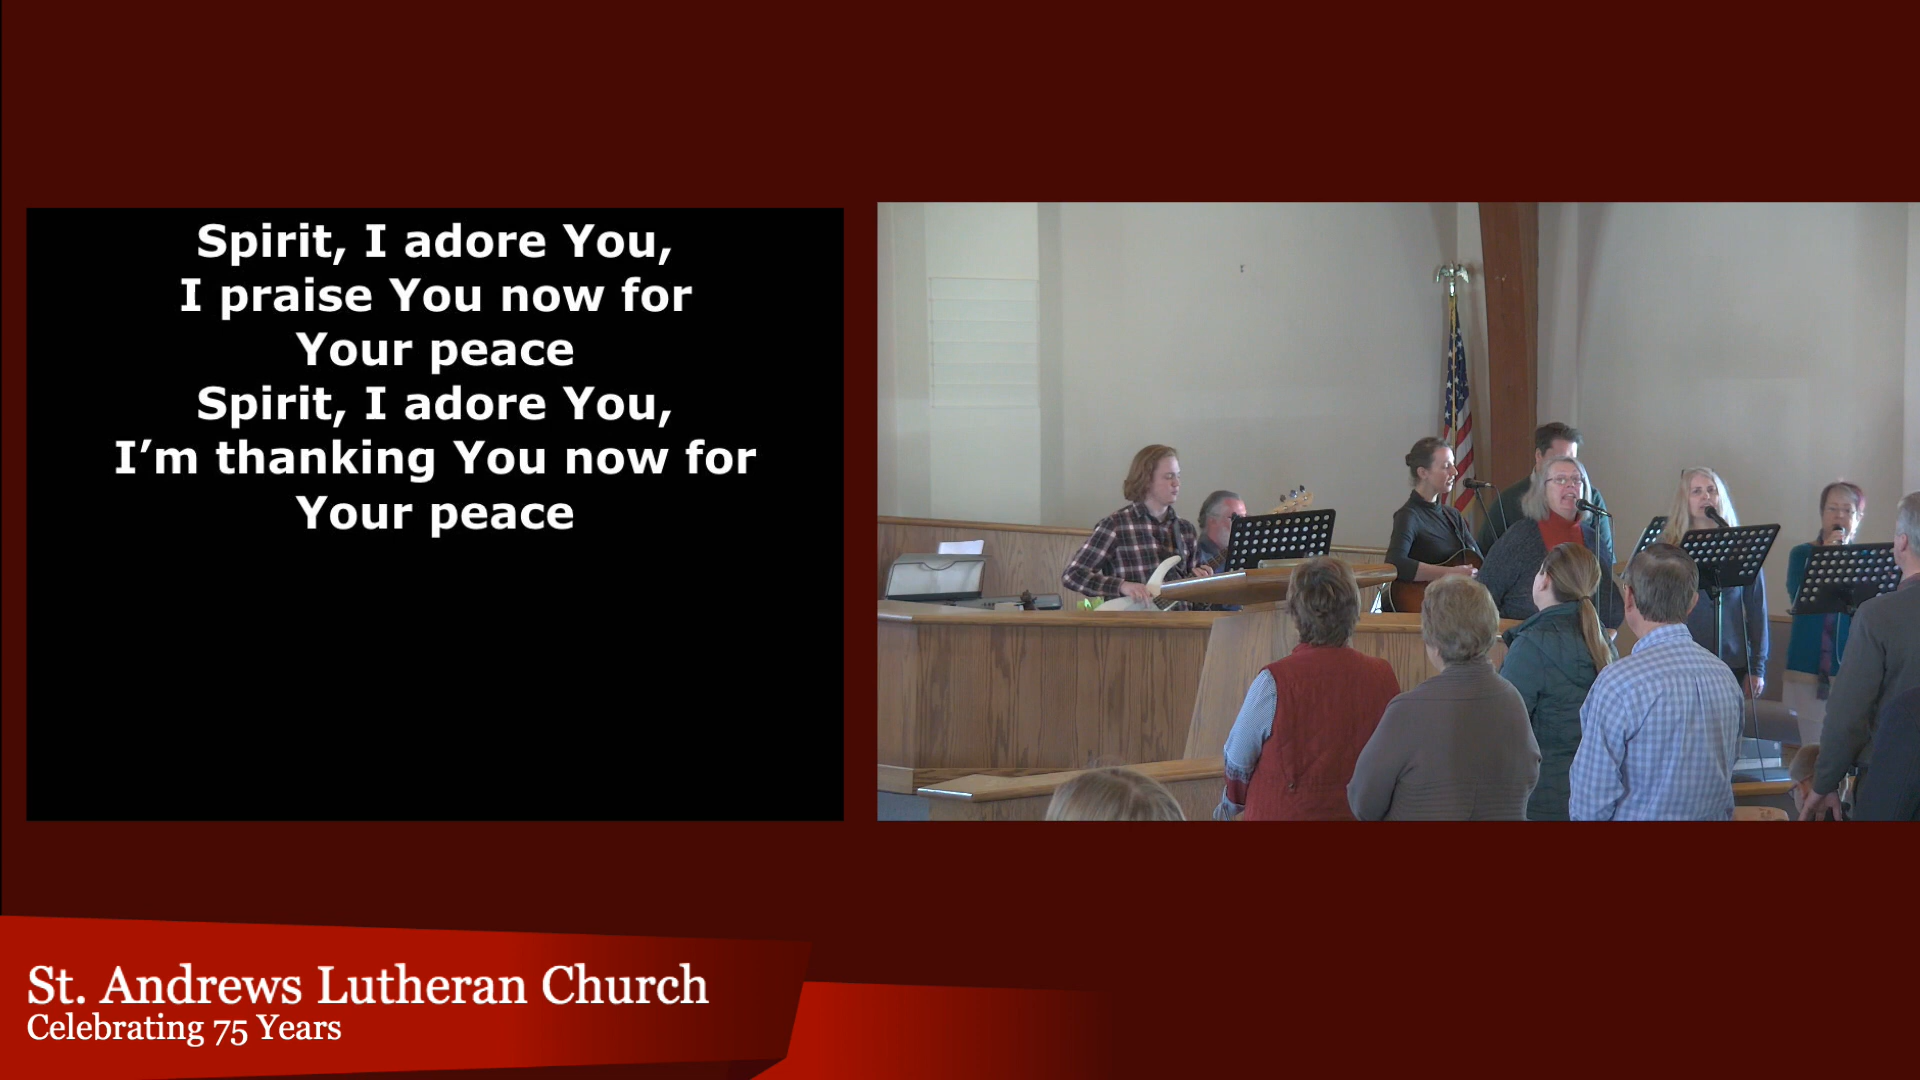 Spirit, I adore You,
I praise You now for
Your peace
Spirit, I adore You,
I’m thanking You now for
Your peace
St. Andrews Lutheran Church
Celebrating 75 Years